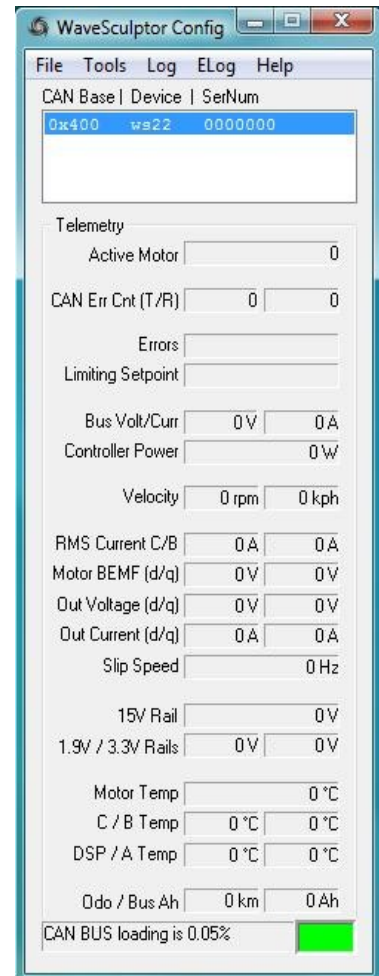 WaveSculptor Config
File Tools Log ELog Help
CAN Base | Device | SerNum
0x400 ws22 0000000
Telemetry
Active Motor 0
CAN Err Cnt (T/R) 0 0
Errors
Limiting Setpoint
Bus Volt/Curr 0 V 0 A
Controller Power 0 W
Velocity 0 rpm 0 kph
RMS Current C/B 0 A 0 A
Motor BEMF (d/q) 0 V 0 V
Out Voltage (d/q) 0 V 0 V
Out Current (d/q) 0 A 0 A
Slip Speed 0 Hz
15V Rail 0 V
1.9V / 3.3V Rails 0 V 0 V
Motor Temp 0 °C
C / B Temp 0 °C 0 °C
DSP / A Temp 0 °C 0 °C
Odo / Bus Ah 0 km 0 Ah
CAN BUS loading is 0.05%